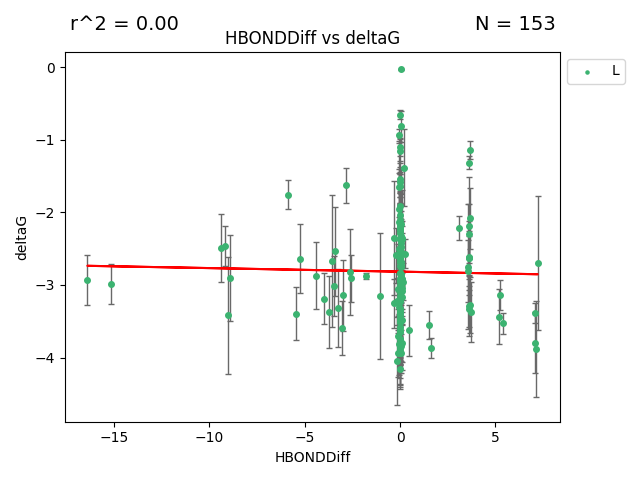 r^2 = 0.00
N = 153
HBONDDiff vs deltaG
L
deltaG
0
−1
−2
−3
−4
−15
−10
−5
0
5
HBONDDiff